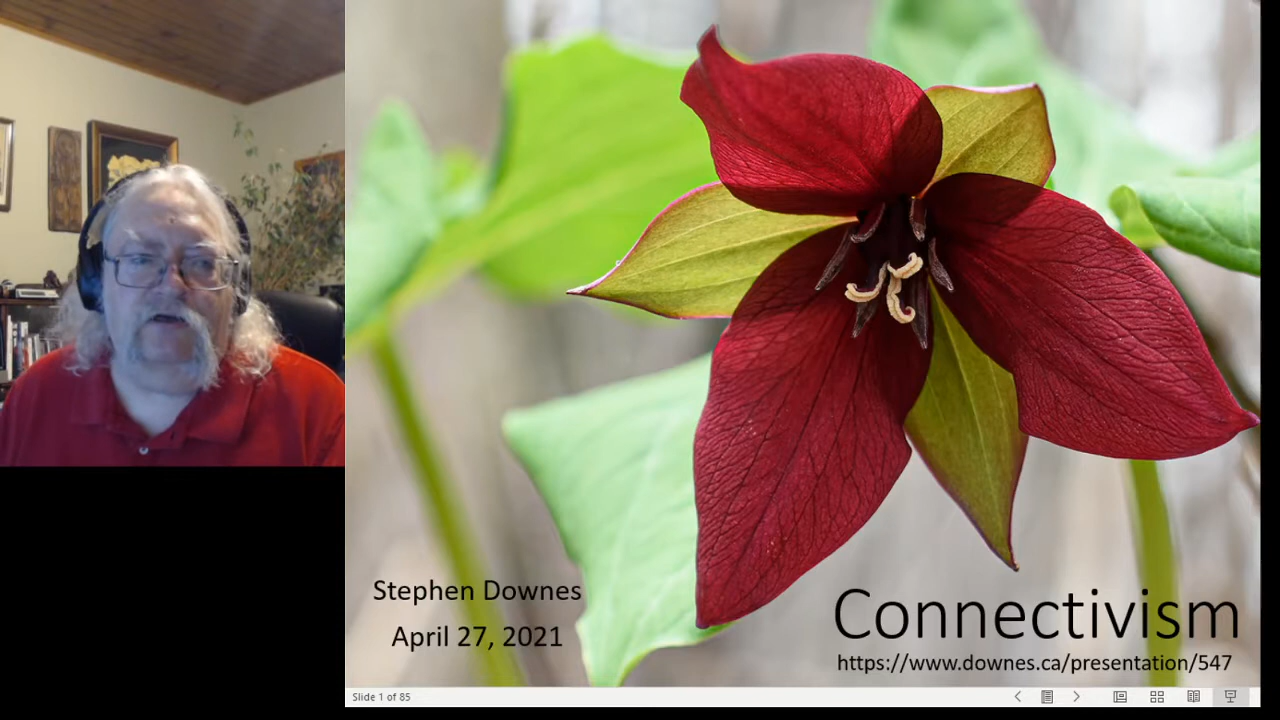 Stephen Downes
April 27, 2021
Connectivism
https://www.downes.ca/presentation/547
Slide 1 of 85